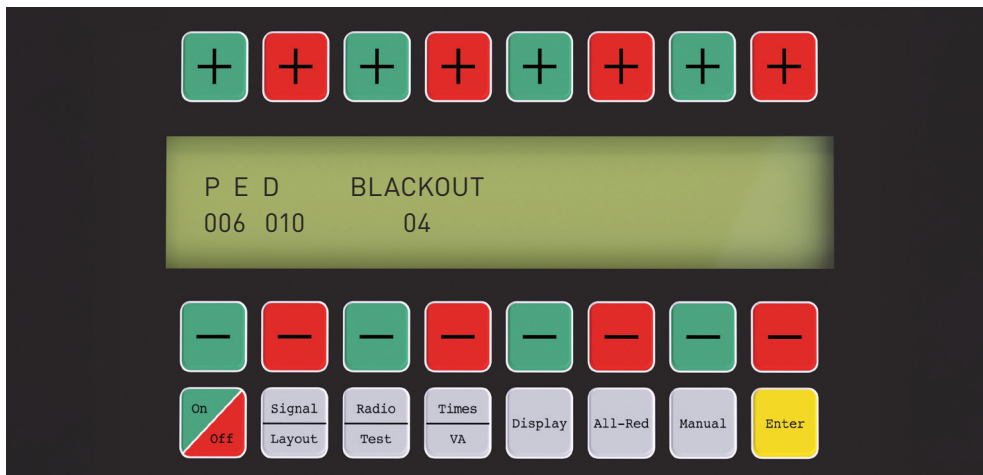 + + + + + + + +
P E D BLACKOUT
006 010 04
— — — — — — — —
On Off Signal Layout Radio Test Times VA Display All-Red Manual Enter